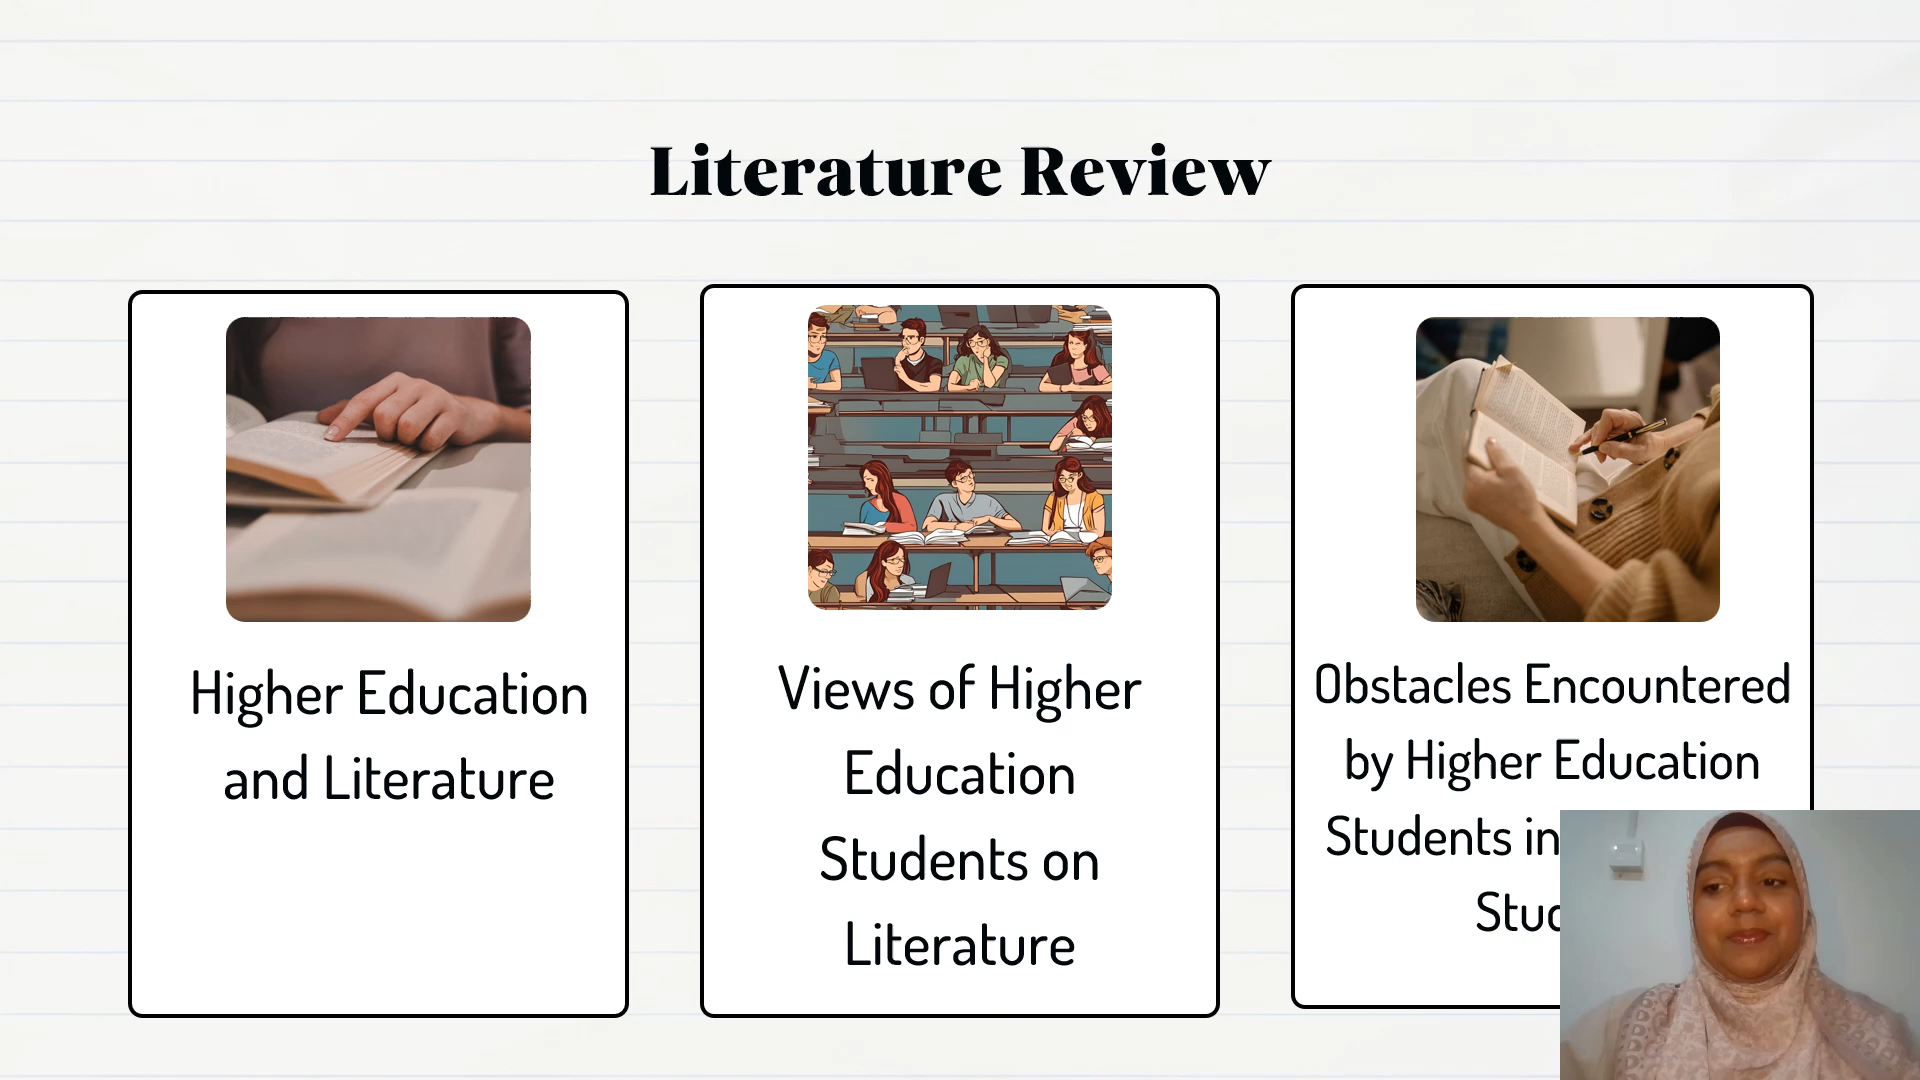 Literature Review
Higher Education
and Literature
Views of Higher
Education
Students on
Literature
Obstacles Encountered
by Higher Education
Students in